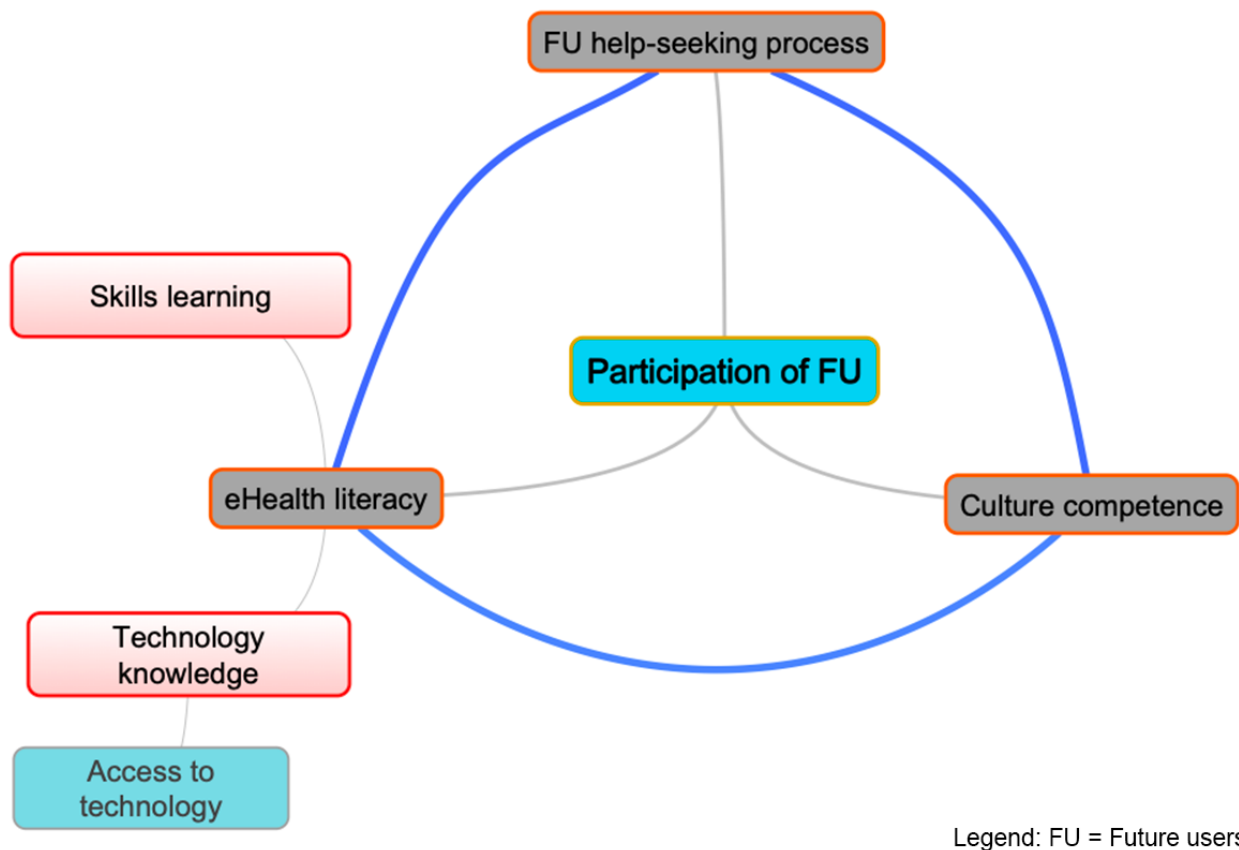 FU help-seeking process
Skills learning
Participation of FU
eHealth literacy
Culture competence
Technology
knowledge
Access to
technology
Legend: FU = Future users